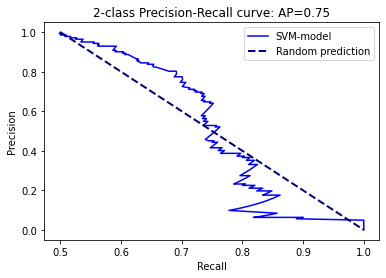 2-class Precision-Recall curve: AP=0.75
SVM-model
Random prediction
Precision
1.0
0.8
0.6
0.4
0.2
0.0
0.5
0.6
0.7
0.8
0.9
1.0
Recall